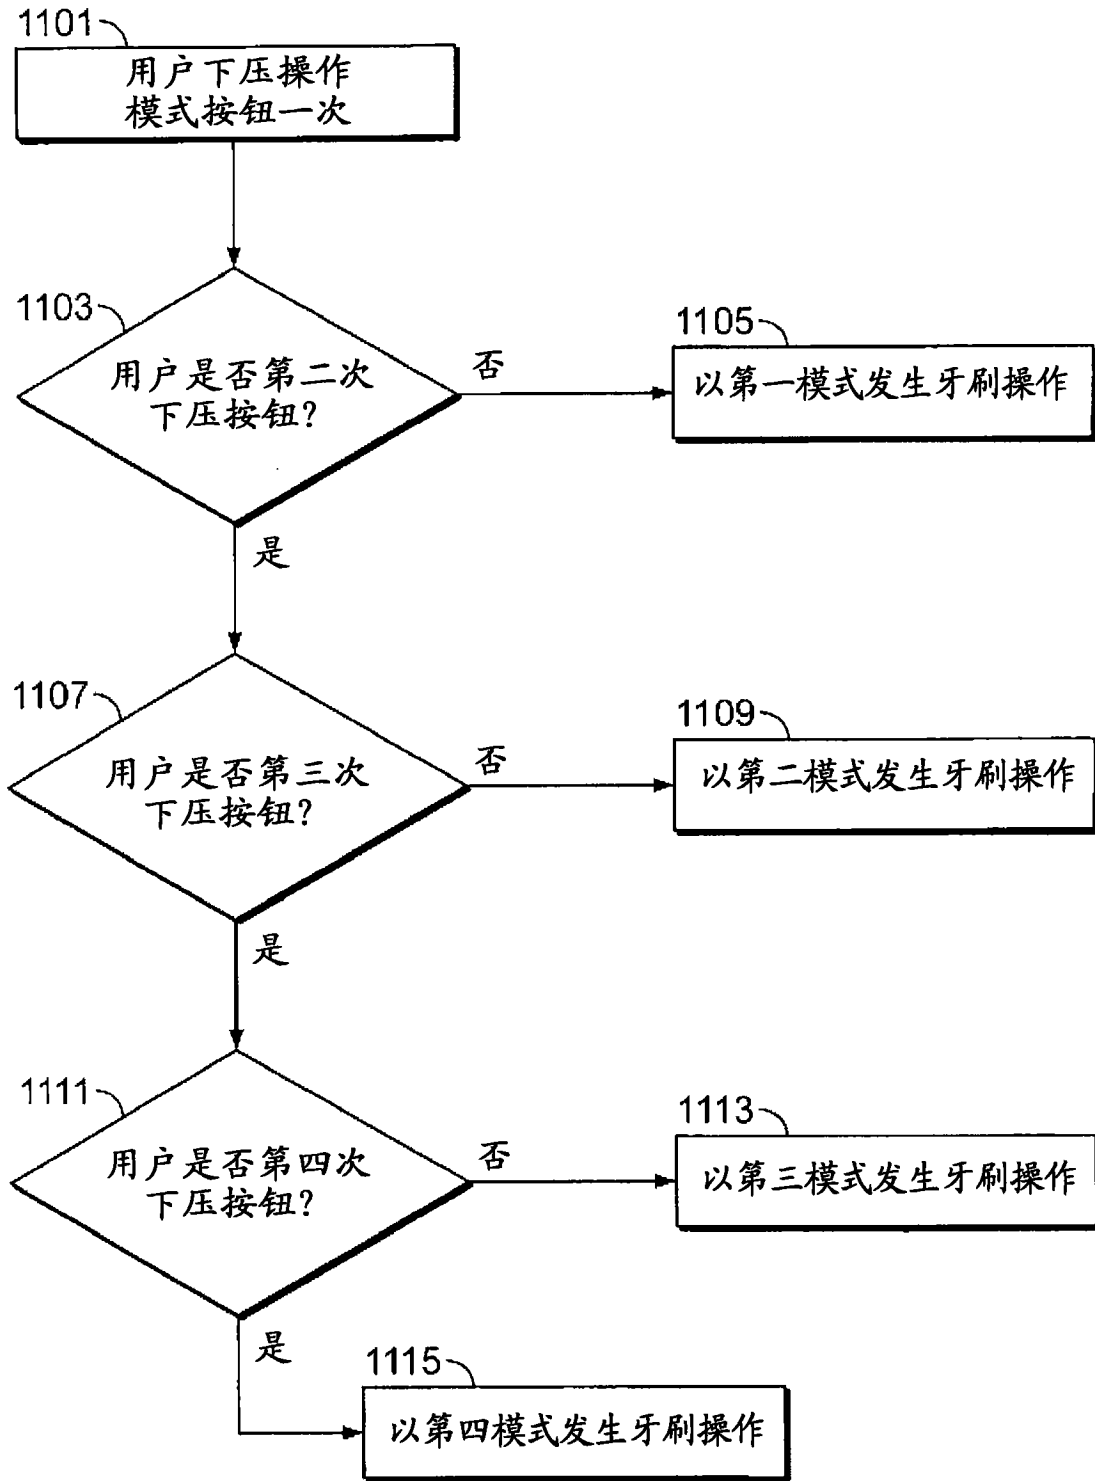 1101
用户下压操作
模式按钮一次
1103
用户是否第二次
下压按钮?
否
1105
以第一模式发生牙刷操作
是
1107
用户是否第三次
下压按钮?
否
1109
以第二模式发生牙刷操作
是
1111
用户是否第四次
下压按钮?
否
1113
以第三模式发生牙刷操作
是
1115
以第四模式发生牙刷操作